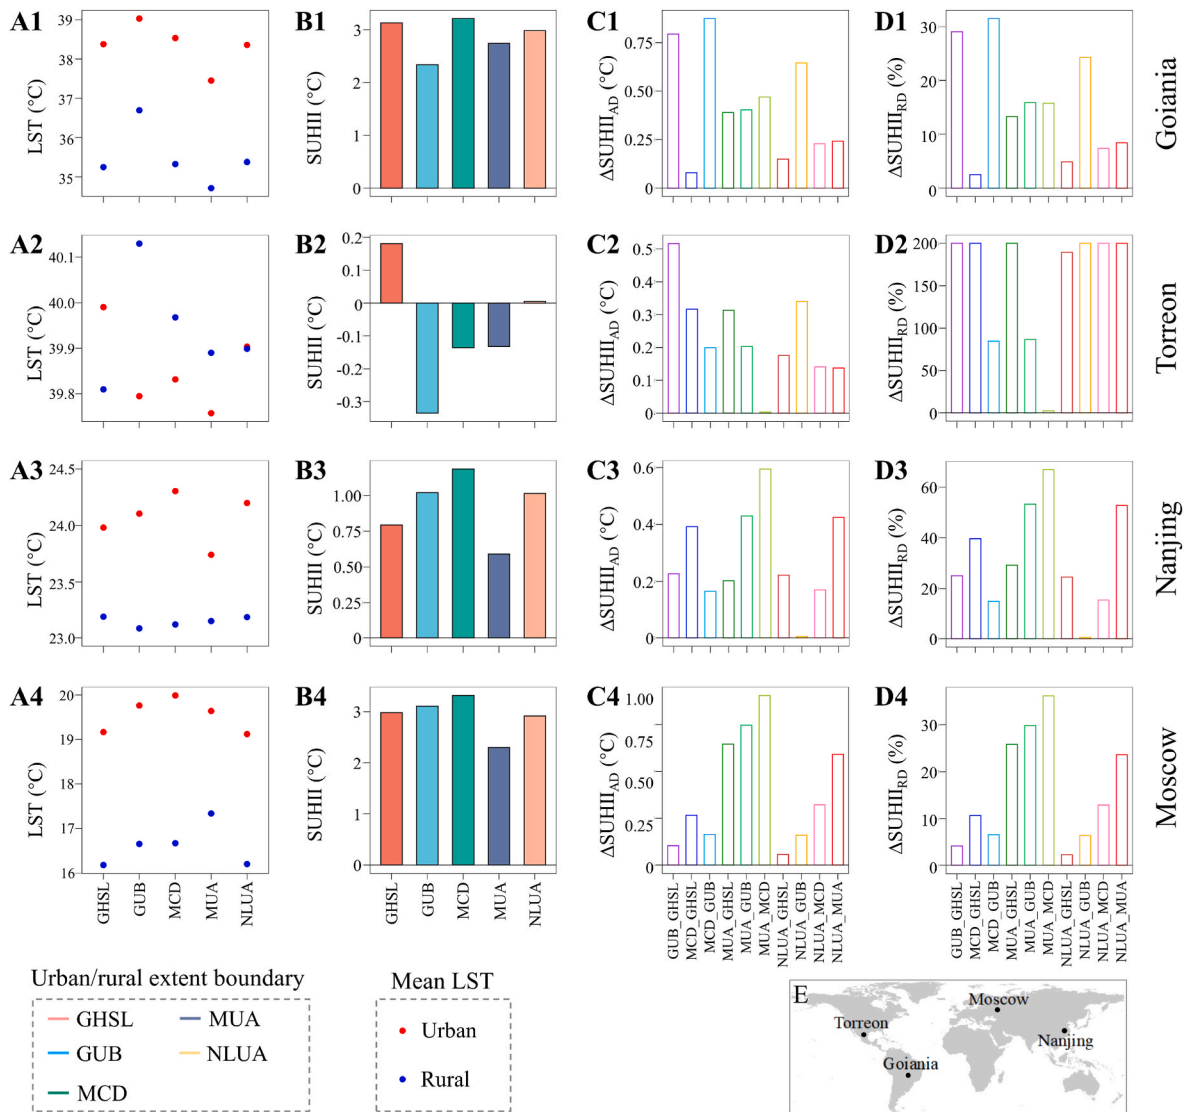 A1
LST (°C)
39
38
37
36
35
B1
SUHII (°C)
3
2
1
0
C1
ΔSUHII_AD (°C)
0.75
0.50
0.25
0
D1
ΔSUHII_RD (%)
30
20
10
0
Goiania
A2
LST (°C)
40.1
40.0
39.9
39.8
B2
SUHII (°C)
0.2
0.1
0
-0.1
-0.2
-0.3
C2
ΔSUHII_AD (°C)
0.5
0.4
0.3
0.2
0.1
0
D2
ΔSUHII_RD (%)
200
150
100
50
0
Torreon
A3
LST (°C)
24.5
24.0
23.5
23.0
B3
SUHII (°C)
1.00
0.75
0.50
0.25
0
C3
ΔSUHII_AD (°C)
0.6
0.4
0.2
0
D3
ΔSUHII_RD (%)
60
40
20
0
Nanjing
A4
LST (°C)
20
19
18
17
16
GHSL
GUB
MCD
MUA
NLUA
B4
SUHII (°C)
3
2
1
0
GHSL
GUB
MCD
MUA
NLUA
C4
ΔSUHII_AD (°C)
1.00
0.75
0.50
0.25
0
GUB_GHSL
MCD_GHSL
MCD_GUB
MUA_GHSL
MUA_GUB
MUA_MCD
NLUA_GHSL
NLUA_GUB
NLUA_MCD
NLUA_MUA
D4
ΔSUHII_RD (%)
30
20
10
0
GUB_GHSL
MCD_GHSL
MCD_GUB
MUA_GHSL
MUA_GUB
MUA_MCD
NLUA_GHSL
NLUA_GUB
NLUA_MCD
NLUA_MUA
Moscow
Urban/rural extent boundary
GHSL
MUA
GUB
NLUA
MCD
Mean LST
Urban
Rural
E
Moscow
Torreon
Nanjing
Goiania